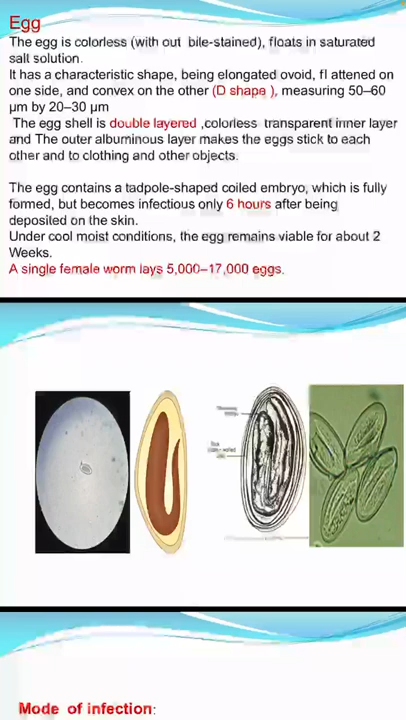 Egg
The egg is colorless (with out bile-stained), floats in saturated
salt solution.
It has a characteristic shape, being elongated ovoid, fl attened on
one side, and convex on the other (D shape ), measuring 50–60
μm by 20–30 μm
The egg shell is double layered ,colorless transparent inner layer
and The outer albuminous layer makes the eggs stick to each
other and to clothing and other objects.
The egg contains a tadpole-shaped coiled embryo, which is fully
formed, but becomes infectious only 6 hours after being
deposited on the skin.
Under cool moist conditions, the egg remains viable for about 2
Weeks.
A single female worm lays 5,000–17,000 eggs.
Mode of infection: